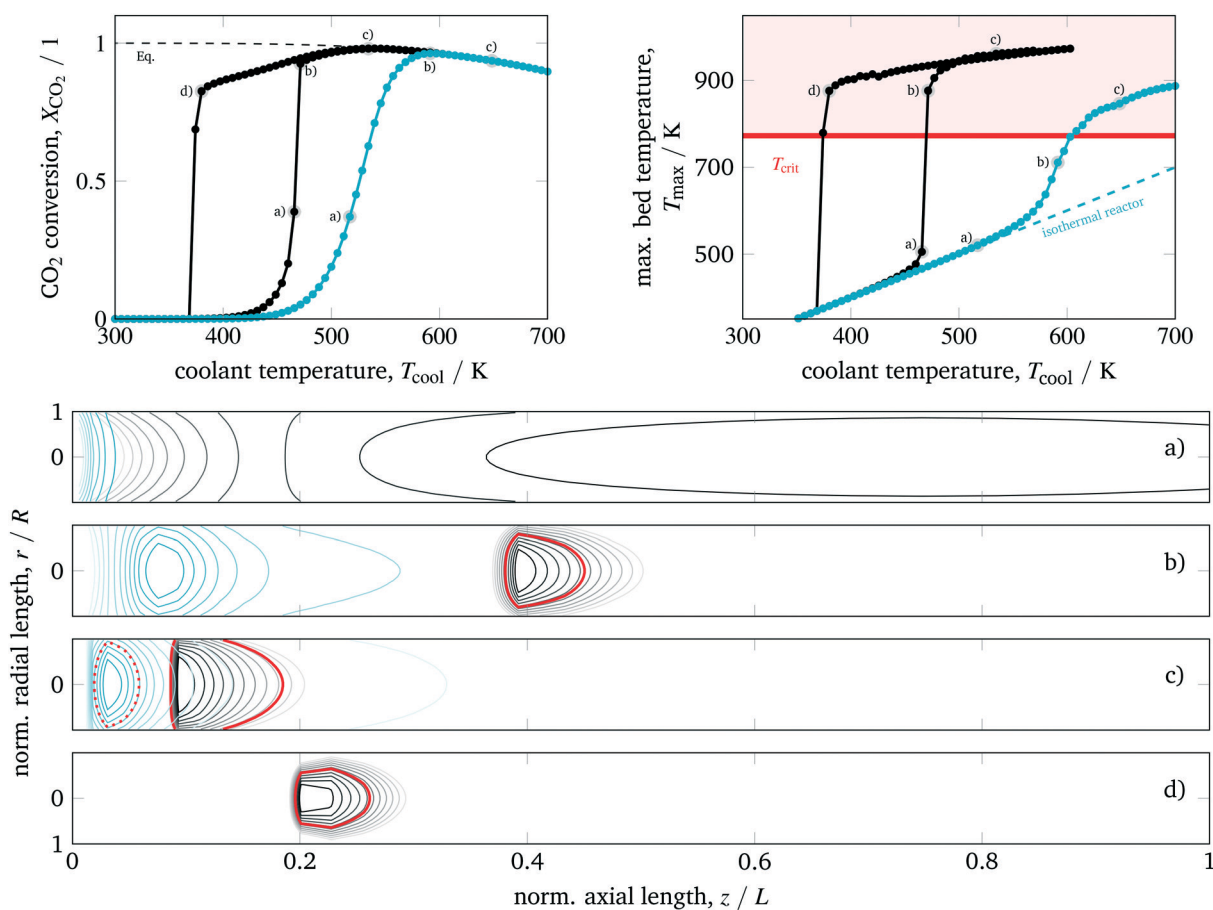 CO2 conversion, XCO2 / 1
1
0.5
0
Eq.
d)
c)
b)
a)
a)
b)
c)
300
400
500
600
700
coolant temperature, Tcool / K
max. bed temperature,
Tmax / K
900
700
500
d)
c)
b)
a)
a)
b)
c)
Tcrit
isothermal reactor
300
400
500
600
700
coolant temperature, Tcool / K
norm. radial length, r / R
1
0
a)
0
b)
0
c)
0
d)
1
0
0.2
0.4
0.6
0.8
1
norm. axial length, z / L